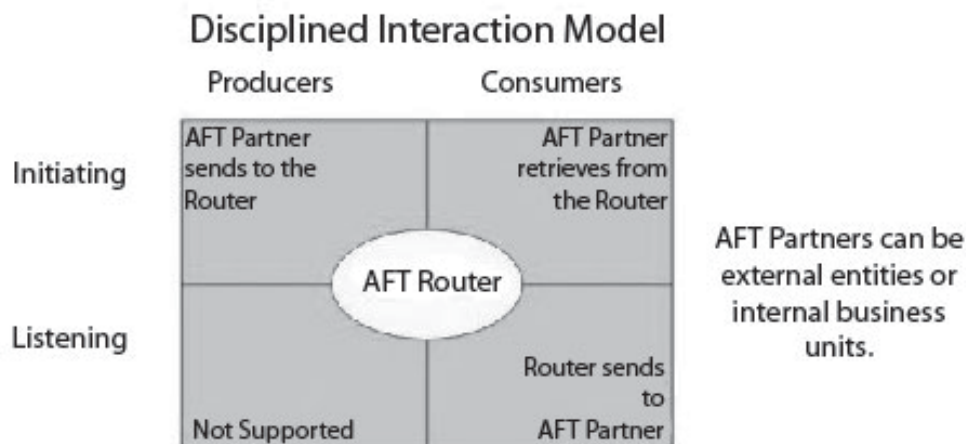 Disciplined Interaction Model
Producers
Consumers
Initiating
AFT Partner
sends to the
Router
AFT Partner
retrieves from
the Router
AFT Router
AFT Partners can be
external entities or
internal business
units.
Listening
Not Supported
Router sends
to
AFT Partner